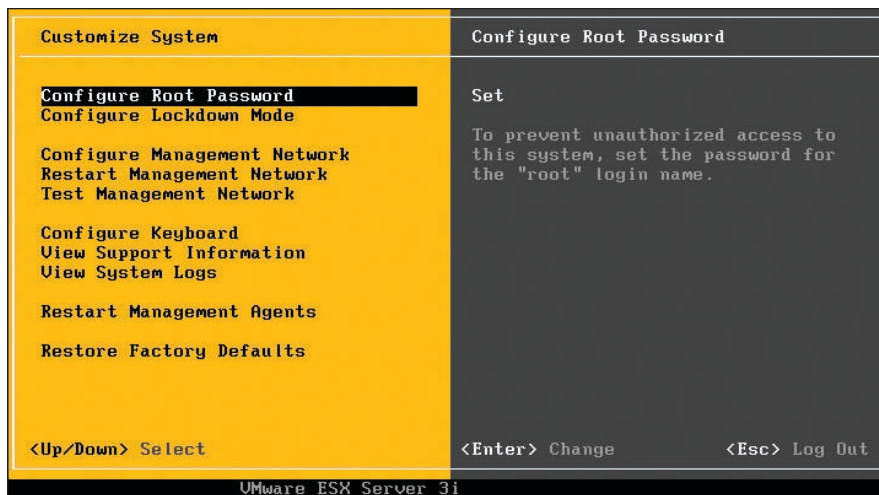 Customize System
Configure Root Password
Configure Lockdown Mode
Configure Management Network
Restart Management Network
Test Management Network
Configure Keyboard
View Support Information
View System Logs
Restart Management Agents
Restore Factory Defaults
<Up/Down> Select
Configure Root Password
Set
To prevent unauthorized access to
this system, set the password for
the "root" login name.
<Enter> Change
<Esc> Log Out
VMware ESX Server 3i